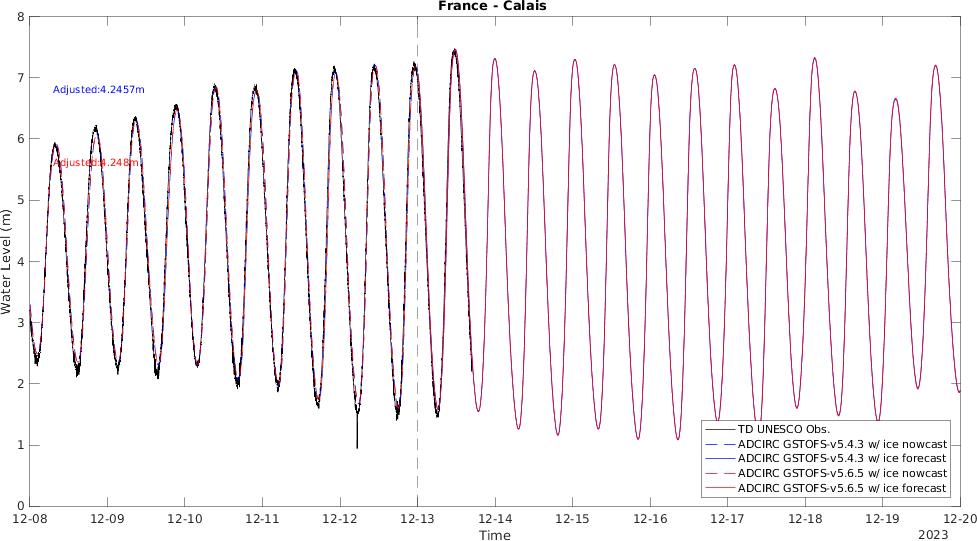 France - Calais
8
7
6
5
4
3
2
1
0
Water Level (m)
Adjusted:4.2457m
Adjusted:4.248m
TD UNESCO Obs.
ADCIRC GSTOFS-v5.4.3 w/ ice nowcast
ADCIRC GSTOFS-v5.4.3 w/ ice forecast
ADCIRC GSTOFS-v5.6.5 w/ ice nowcast
ADCIRC GSTOFS-v5.6.5 w/ ice forecast
12-08 12-09 12-10 12-11 12-12 12-13 12-14 12-15 12-16 12-17 12-18 12-19 12-20
Time
2023